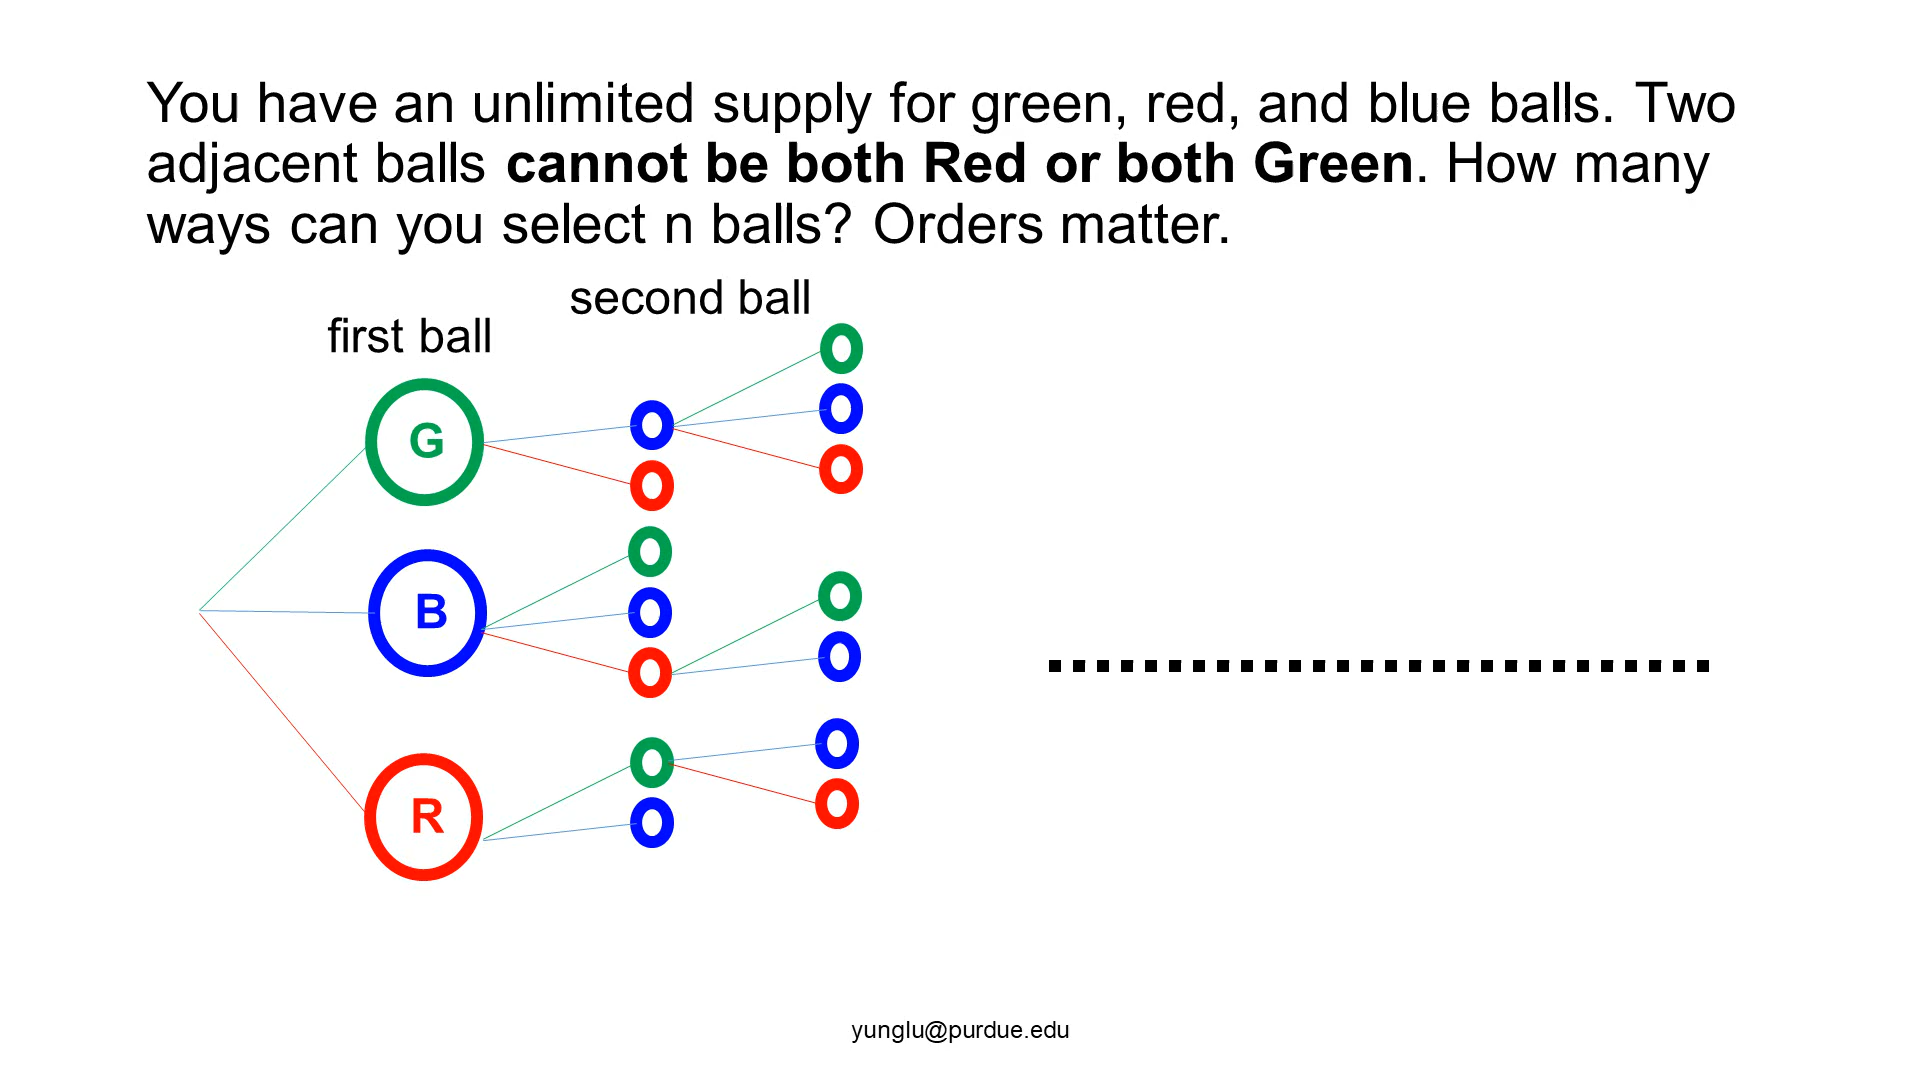 You have an unlimited supply for green, red, and blue balls. Two
adjacent balls cannot be both Red or both Green. How many
ways can you select n balls? Orders matter.
second ball
first ball
G
B
R
yunglu@purdue.edu